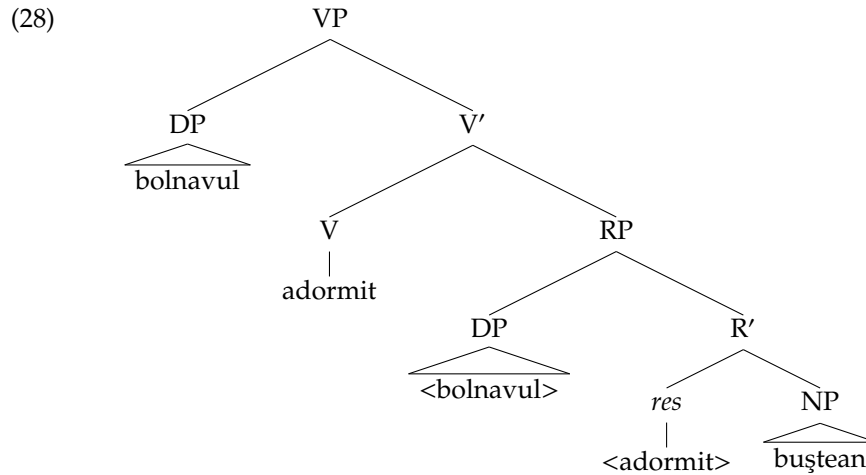 (28) VP
DP V′
bolnavul
V RP
adormit
DP R′
<bolnavul>
res NP
<adormit> buştean